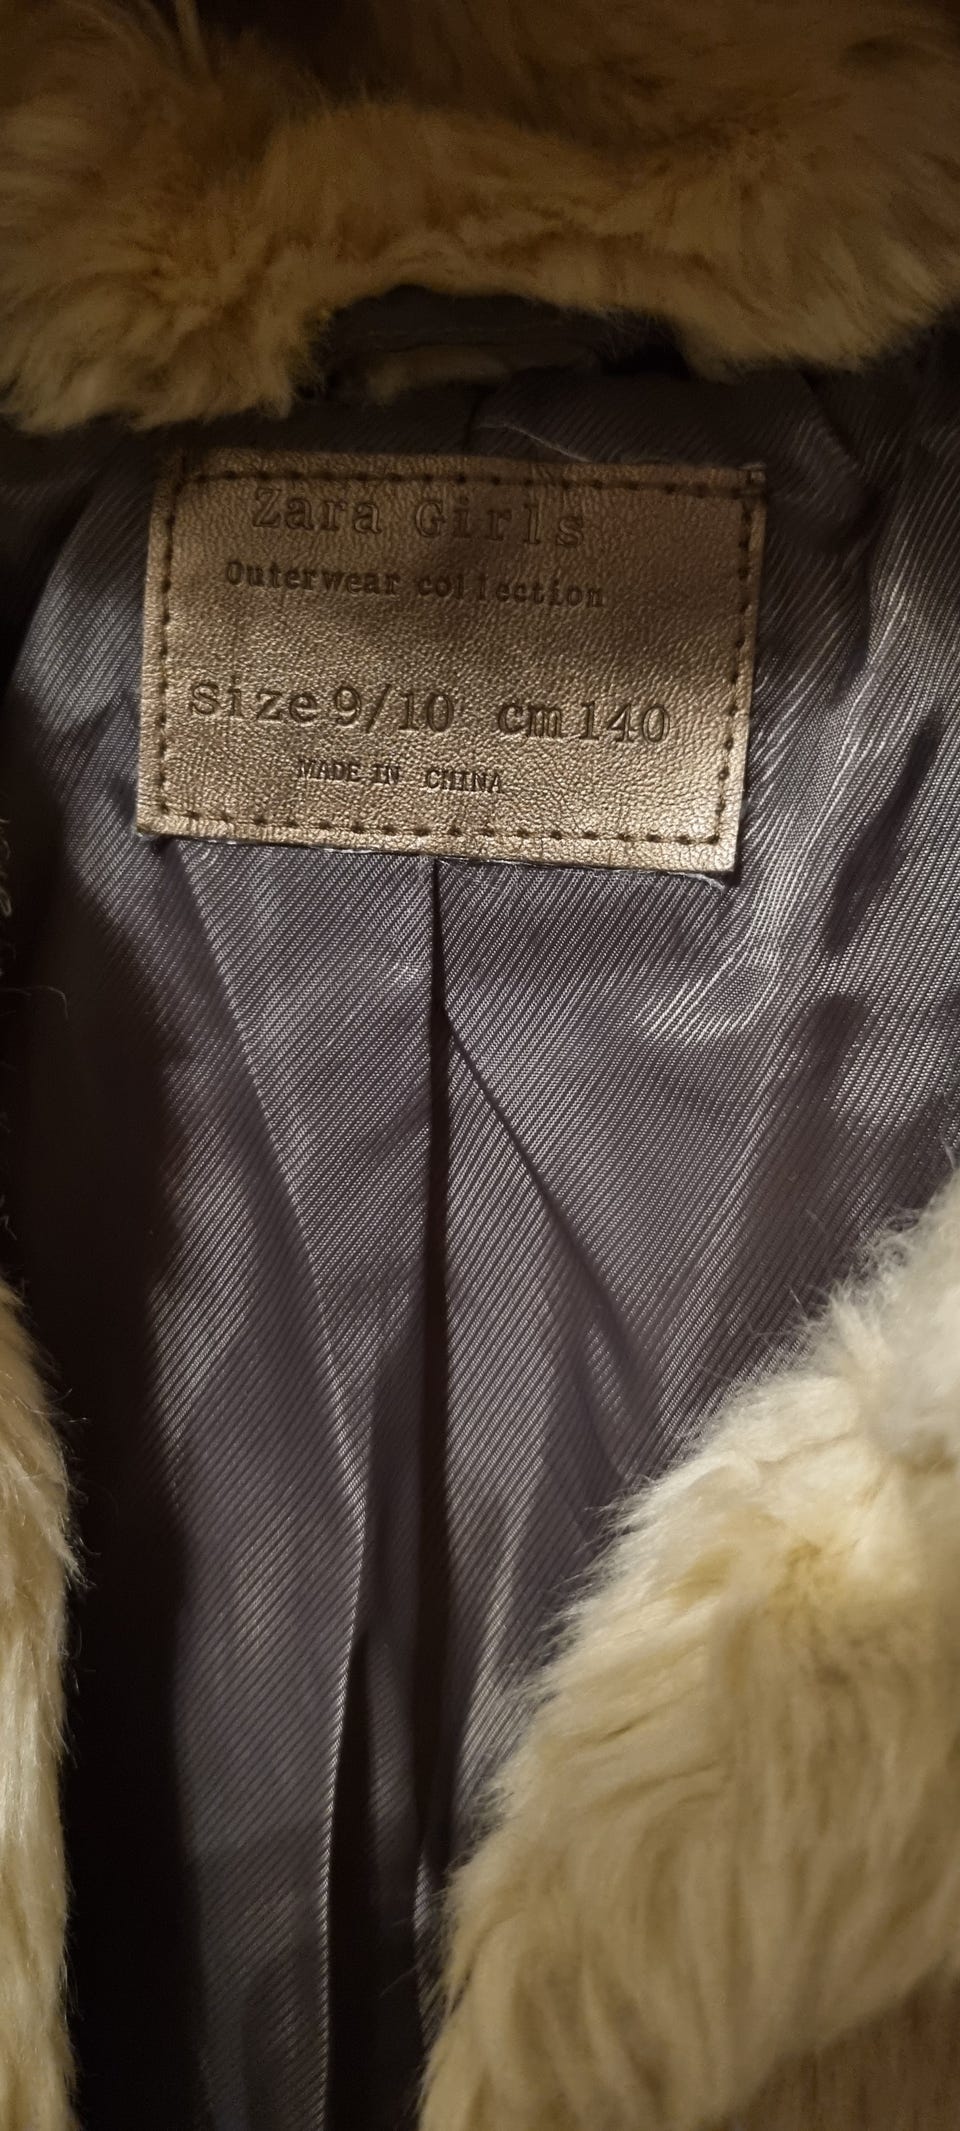 Zara Girls
Outerwear collection
size 9/10 cm 140
MADE IN CHINA